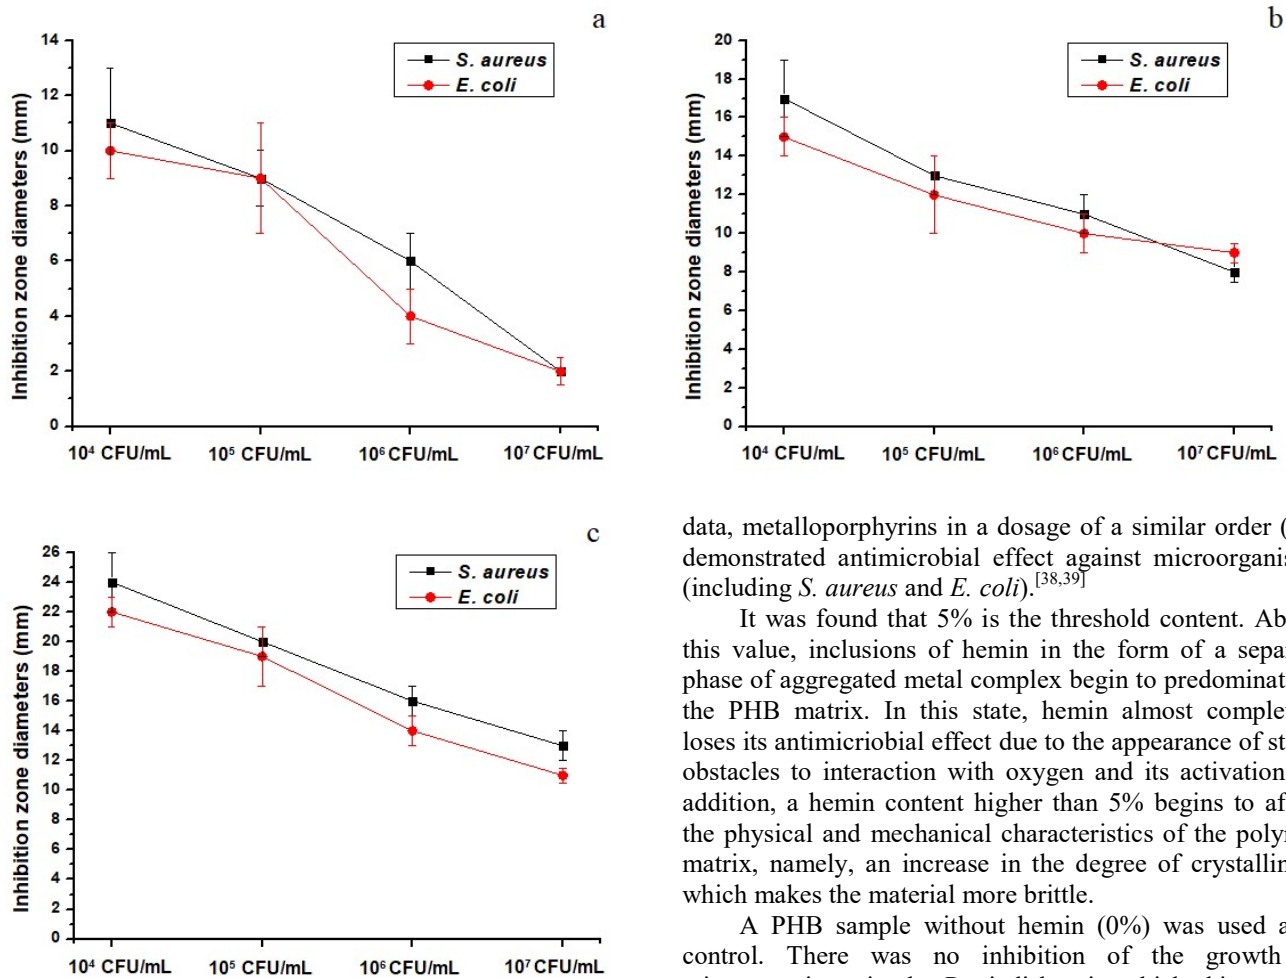 a
14
12
10
8
6
4
2
0
Inhibition zone diameters (mm)
S. aureus
E. coli
10⁴ CFU/mL
10⁵ CFU/mL
10⁶ CFU/mL
10⁷ CFU/mL
b
20
18
16
14
12
10
8
6
4
2
0
Inhibition zone diameters (mm)
S. aureus
E. coli
10⁴ CFU/mL
10⁵ CFU/mL
10⁶ CFU/mL
10⁷ CFU/mL
c
26
24
22
20
18
16
14
12
10
8
6
4
2
0
Inhibition zone diameters (mm)
S. aureus
E. coli
10⁴ CFU/mL
10⁵ CFU/mL
10⁶ CFU/mL
10⁷ CFU/mL
data, metalloporphyrins in a dosage of a similar order (
demonstrated antimicrobial effect against microorganis
(including S. aureus and E. coli).[38,39]
It was found that 5% is the threshold content. Ab
this value, inclusions of hemin in the form of a separ
phase of aggregated metal complex begin to predominat
the PHB matrix. In this state, hemin almost complet
loses its antimicriobial effect due to the appearance of st
obstacles to interaction with oxygen and its activation
addition, a hemin content higher than 5% begins to af
the physical and mechanical characteristics of the poly
matrix, namely, an increase in the degree of crystallin
which makes the material more brittle.
A PHB sample without hemin (0%) was used a
control. There was no inhibition of the growth